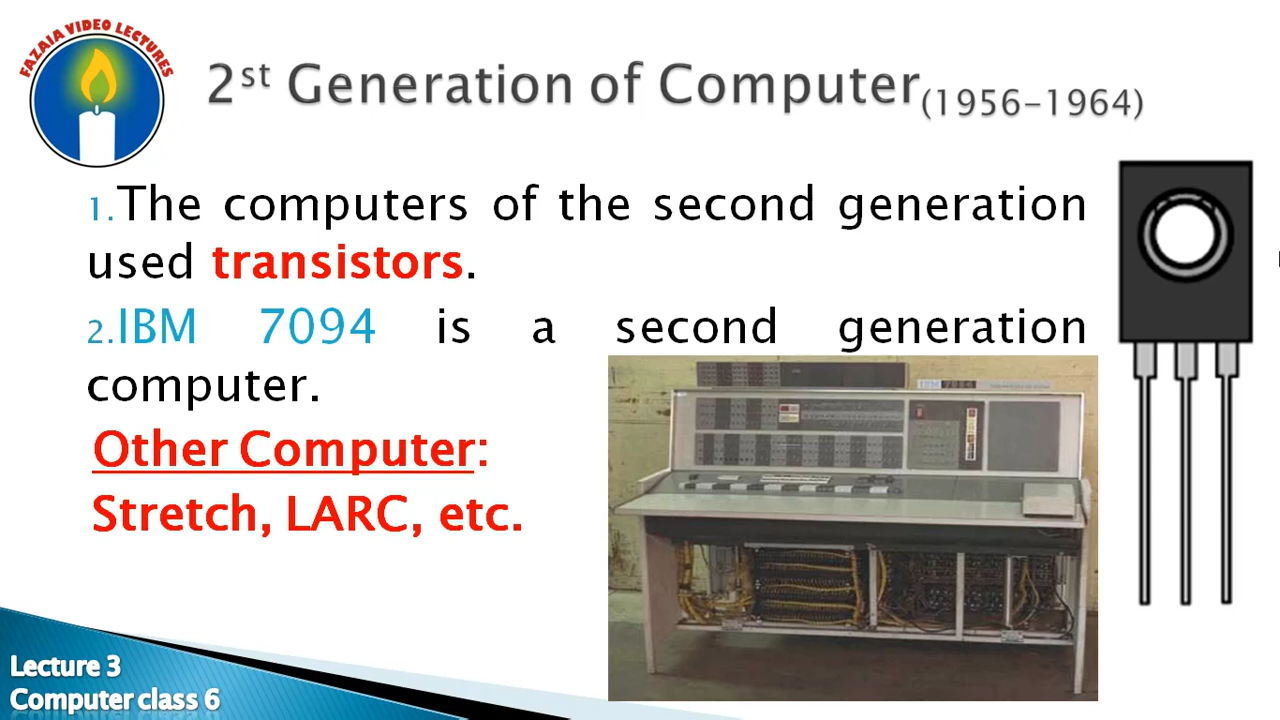 FAZAIA VIDEO LECTURES
2st Generation of Computer(1956-1964)
1.The computers of the second generation
used transistors.
2.IBM 7094 is a second generation
computer.
Other Computer:
Stretch, LARC, etc.
IBM
Lecture 3
Computer class 6